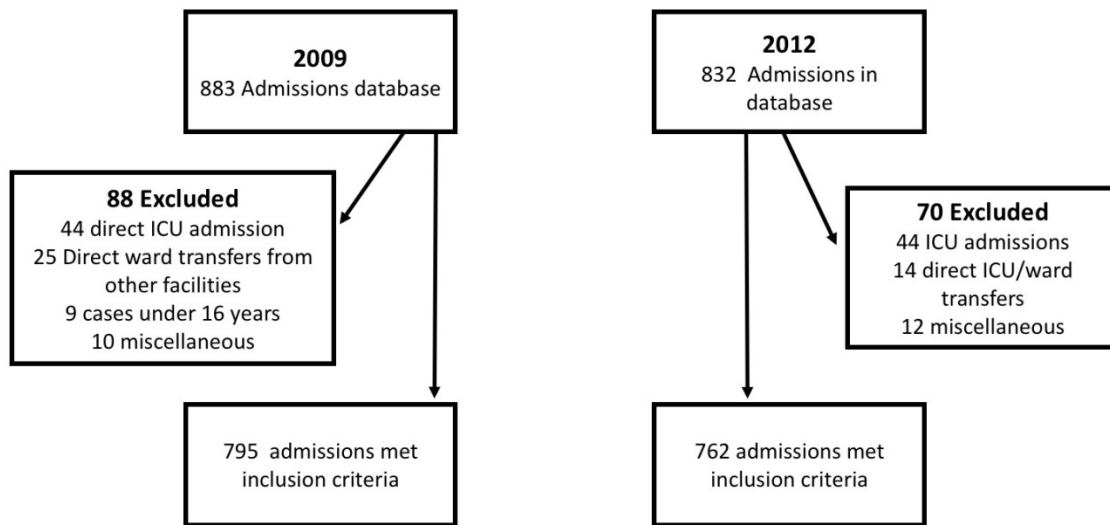 2009
883 Admissions database
88 Excluded
44 direct ICU admission
25 Direct ward transfers from
other facilities
9 cases under 16 years
10 miscellaneous
795 admissions met
inclusion criteria
2012
832 Admissions in
database
70 Excluded
44 ICU admissions
14 direct ICU/ward
transfers
12 miscellaneous
762 admissions met
inclusion criteria